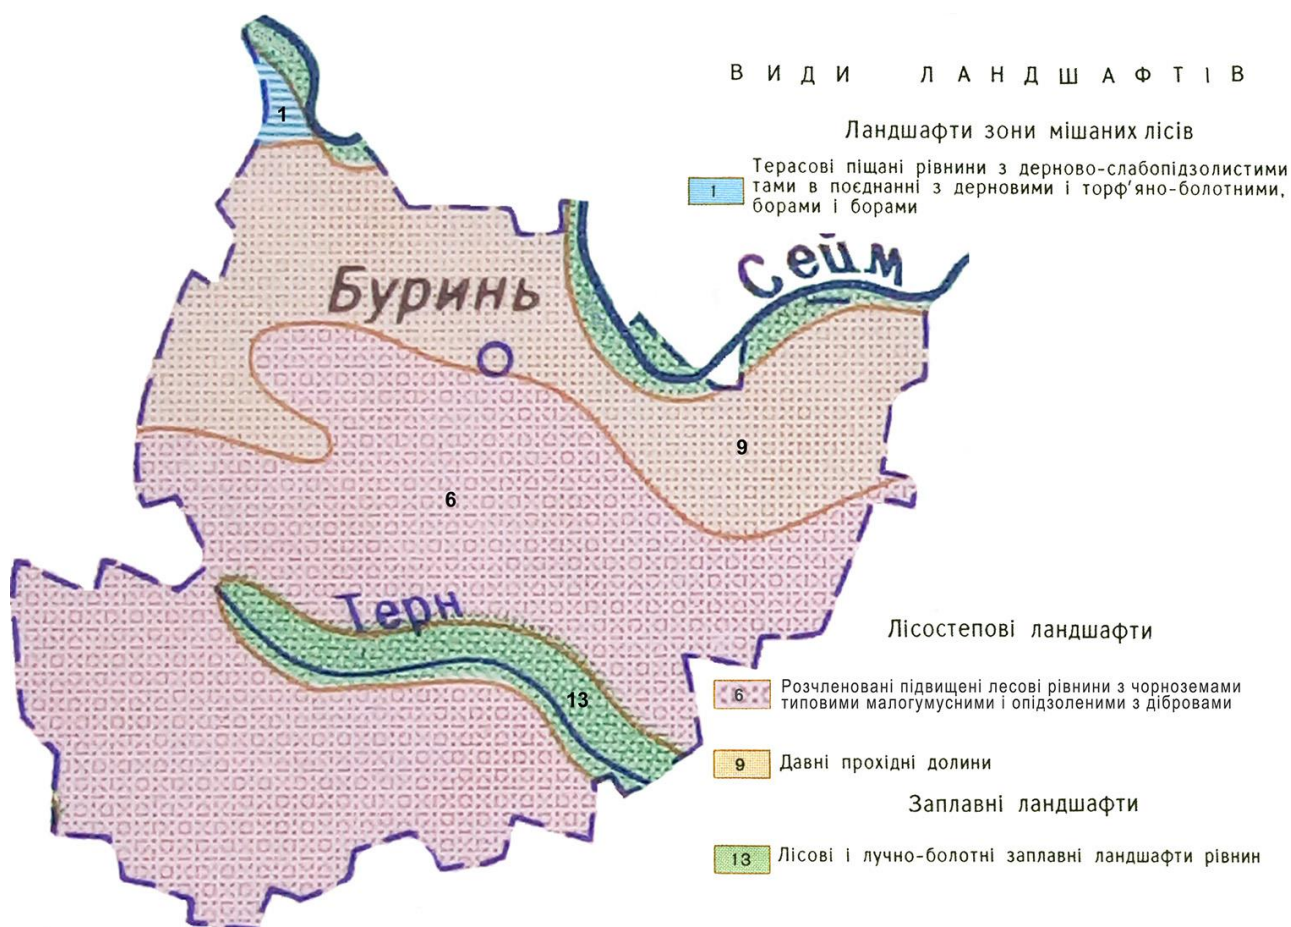 ВИДИ ЛАНДШАФТІВ
Ландшафти зони мішаних лісів
1 Терасові піщані рівнини з дерново-слабопідзолистими
тами в поєднанні з дерновими і торф'яно-болотними,
борами і борами
1
Сейм
Буринь
9
6
Терн
13
Лісостепові ландшафти
6 Розчленовані підвищені лесові рівнини з чорноземами
типовими малогумусними і опідзоленими з дібровами
9 Давні прохідні долини
Заплавні ландшафти
13 Лісові і лучно-болотні заплавні ландшафти рівнин